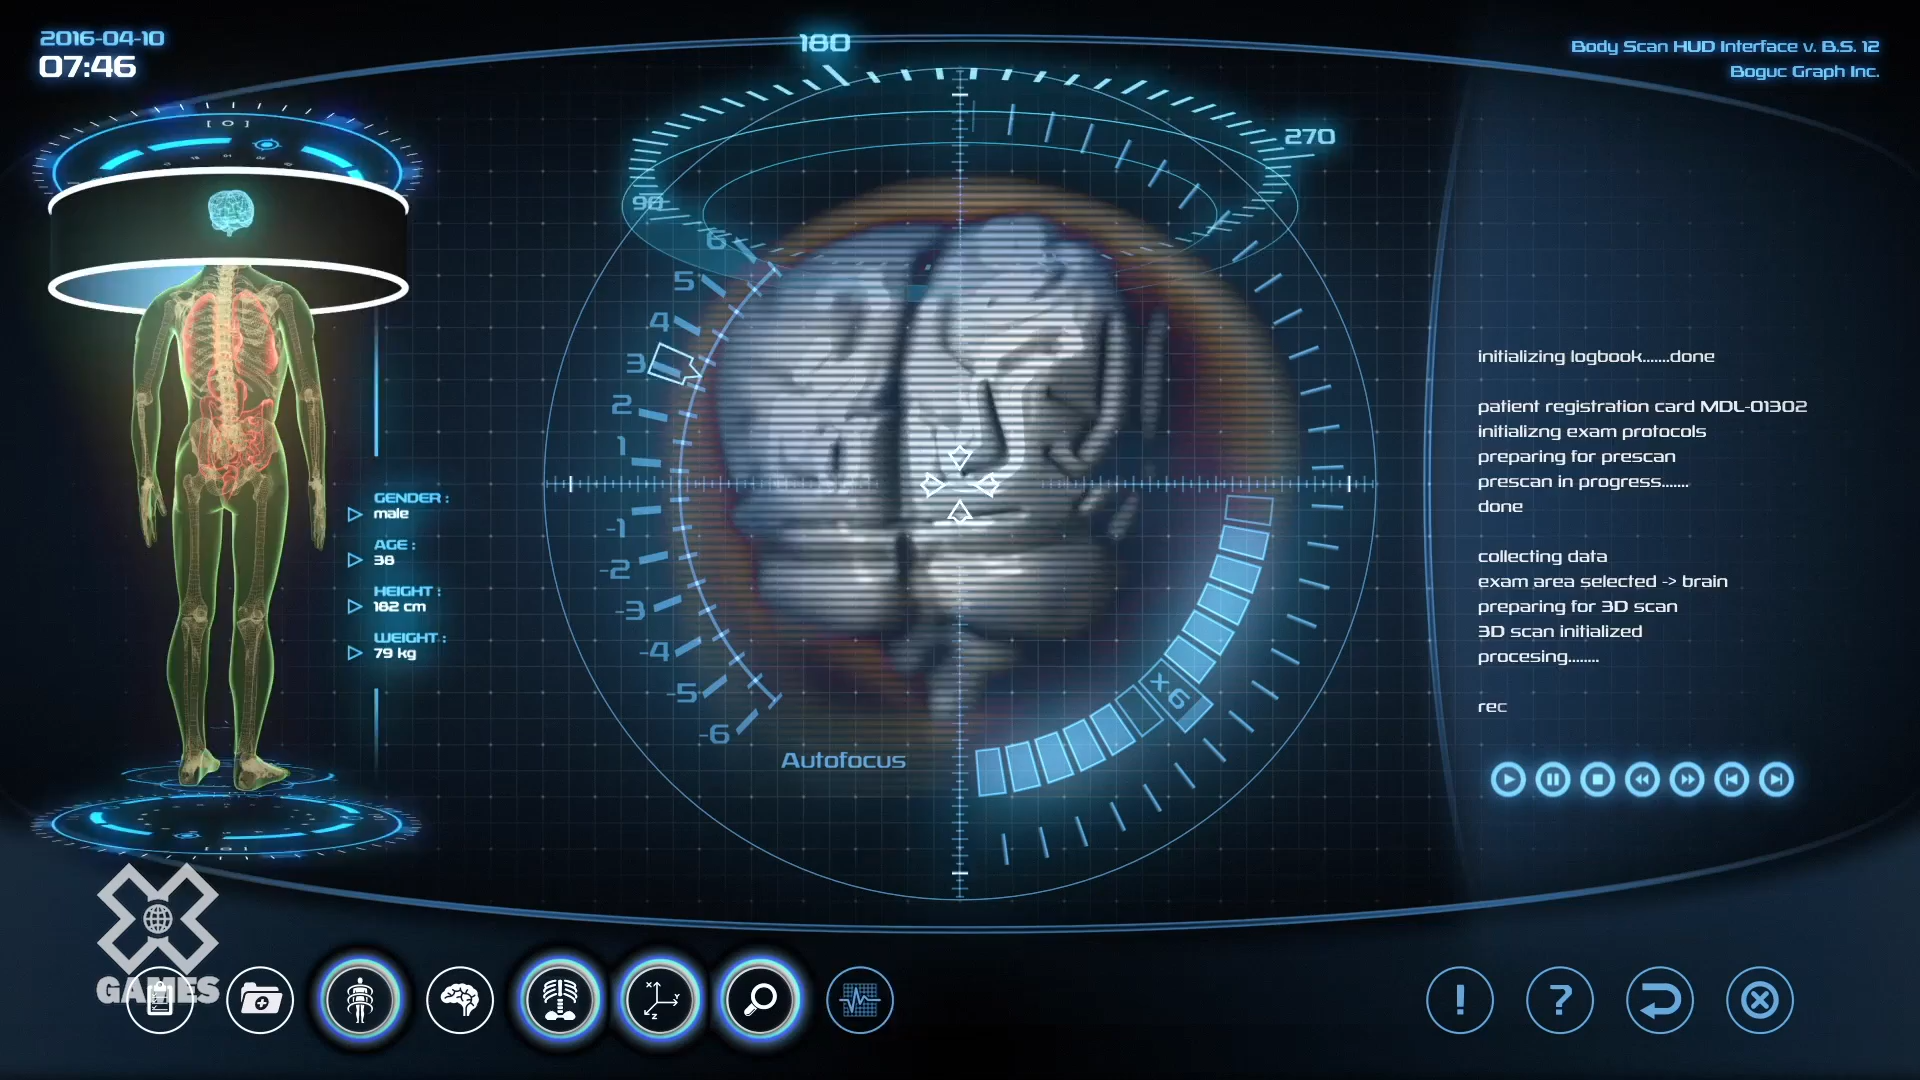 2016-04-10
07:46
Body Scan HUD Interface v. B.S. 12
Boguc Graph Inc.
180
270
90
6
5
4
3
2
1
-1
-2
-3
-4
-5
-6
GENDER :
male
AGE :
38
HEIGHT :
182 cm
WEIGHT :
79 kg
Autofocus
x6
initializing logbook.......done
patient registration card MDL-01302
initializng exam protocols
preparing for prescan
prescan in progress.......
done
collecting data
exam area selected -> brain
preparing for 3D scan
3D scan initialized
procesing........
rec
X
GAMES
X
Y
Z
!
?